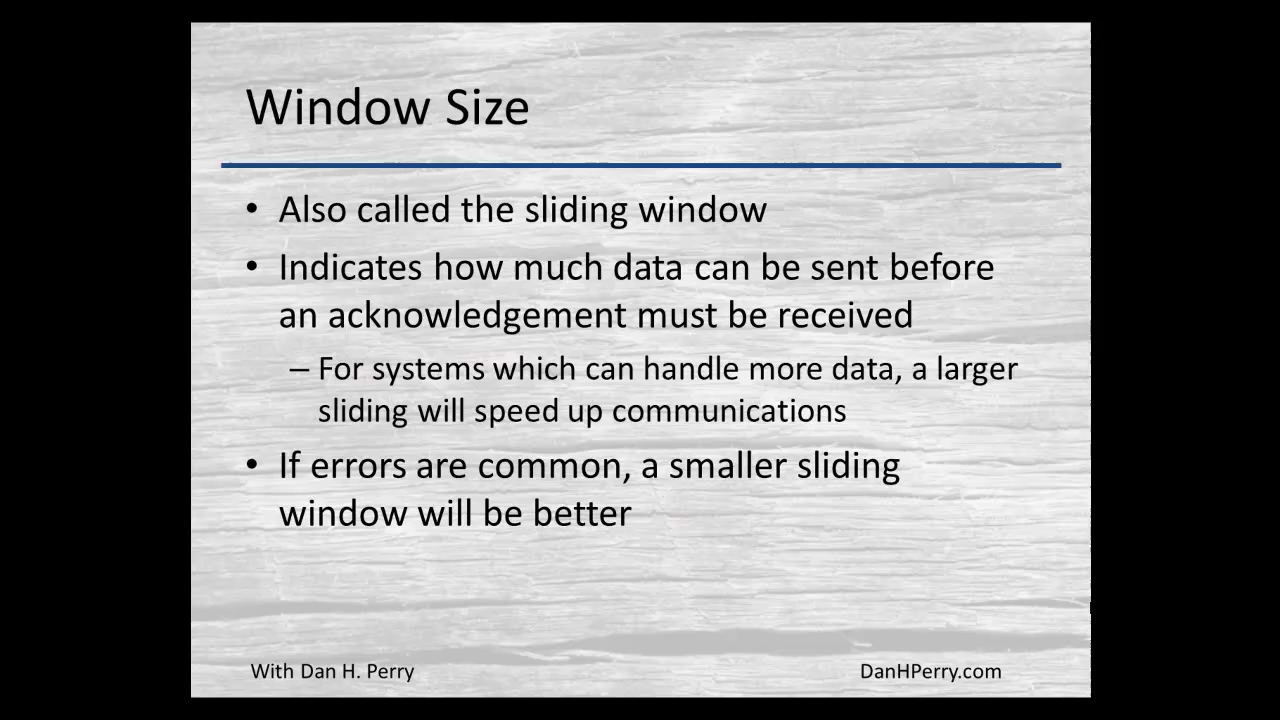 Window Size
• Also called the sliding window
• Indicates how much data can be sent before
an acknowledgement must be received
– For systems which can handle more data, a larger
sliding will speed up communications
• If errors are common, a smaller sliding
window will be better
With Dan H. Perry
DanHPerry.com